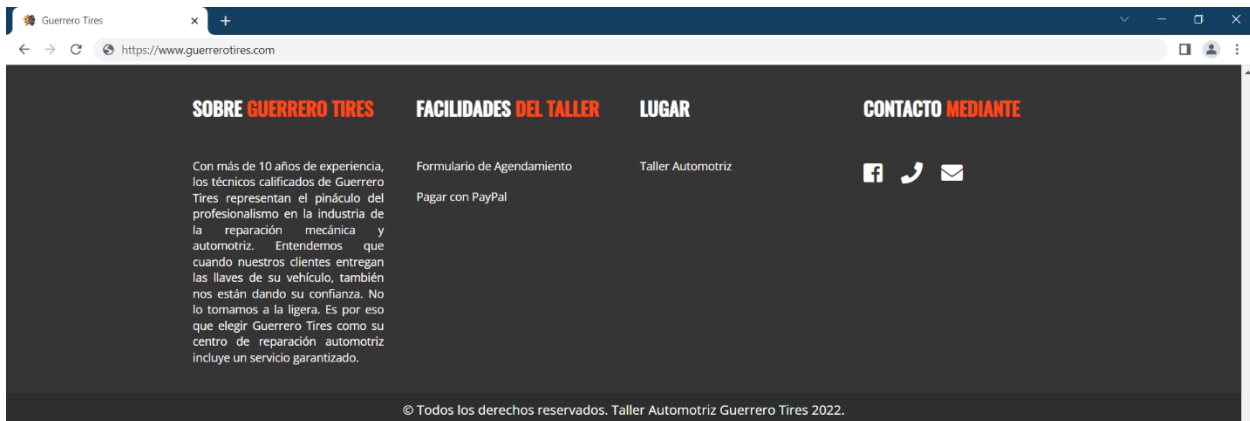 Guerrero Tires
https://www.guerrerotires.com
SOBRE GUERRERO TIRES
Con más de 10 años de experiencia,
los técnicos calificados de Guerrero
Tires representan el pináculo del
profesionalismo en la industria de
la reparación mecánica y
automotriz. Entendemos que
cuando nuestros clientes entregan
las llaves de su vehículo, también
nos están dando su confianza. No
lo tomamos a la ligera. Es por eso
que elegir Guerrero Tires como su
centro de reparación automotriz
incluye un servicio garantizado.
FACILIDADES DEL TALLER
Formulario de Agendamiento
Pagar con PayPal
LUGAR
Taller Automotriz
CONTACTO MEDIANTE
© Todos los derechos reservados. Taller Automotriz Guerrero Tires 2022.